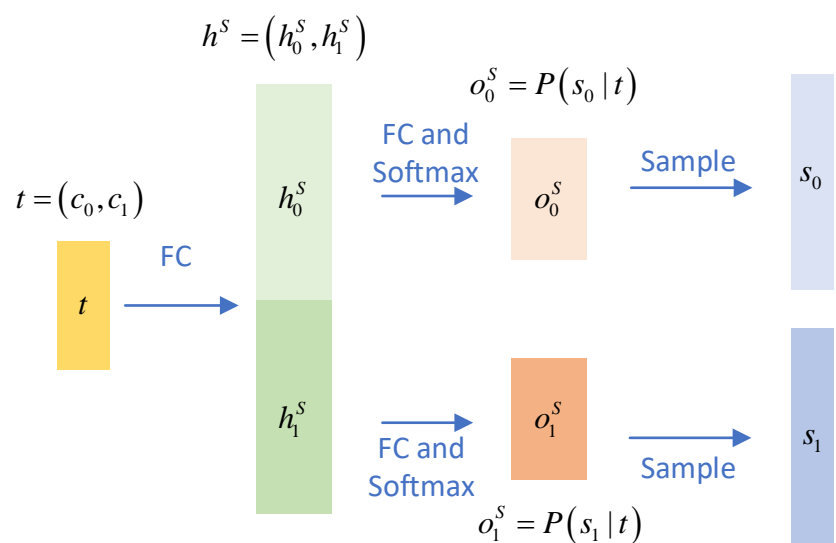 h^S = (h_0^S, h_1^S)
o_0^S = P(s_0 | t)
FC and
Softmax
Sample
t = (c_0, c_1)
h_0^S
o_0^S
s_0
FC
t
h_1^S
o_1^S
s_1
FC and
Softmax
Sample
o_1^S = P(s_1 | t)